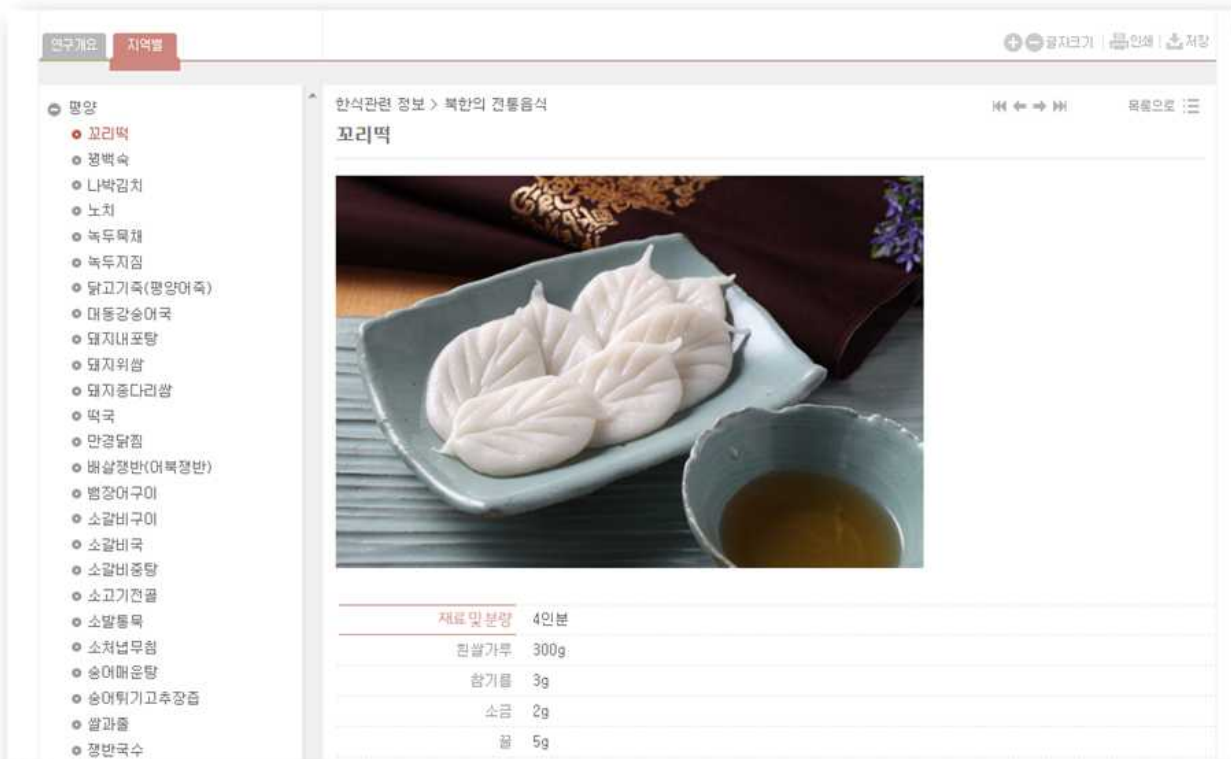 연구개요
지역별
글자크기
인쇄
저장
평양
꼬리떡
꿩백숙
나박김치
노치
녹두묵채
녹두지짐
닭고기죽(평양어죽)
대동강숭어국
돼지내포탕
돼지위쌈
돼지종다리쌈
떡국
만경닭찜
배살쟁반(어북쟁반)
뱀장어구이
소갈비구이
소갈비국
소갈비중탕
소고기전골
소발통묵
소처녑무침
숭어매운탕
숭어튀기고추장즙
쌀과줄
쟁반국수
한식관련 정보 > 북한의 전통음식
목록으로
꼬리떡
재료 및 분량 4인분
흰쌀가루 300g
참기름 3g
소금 2g
꿀 5g